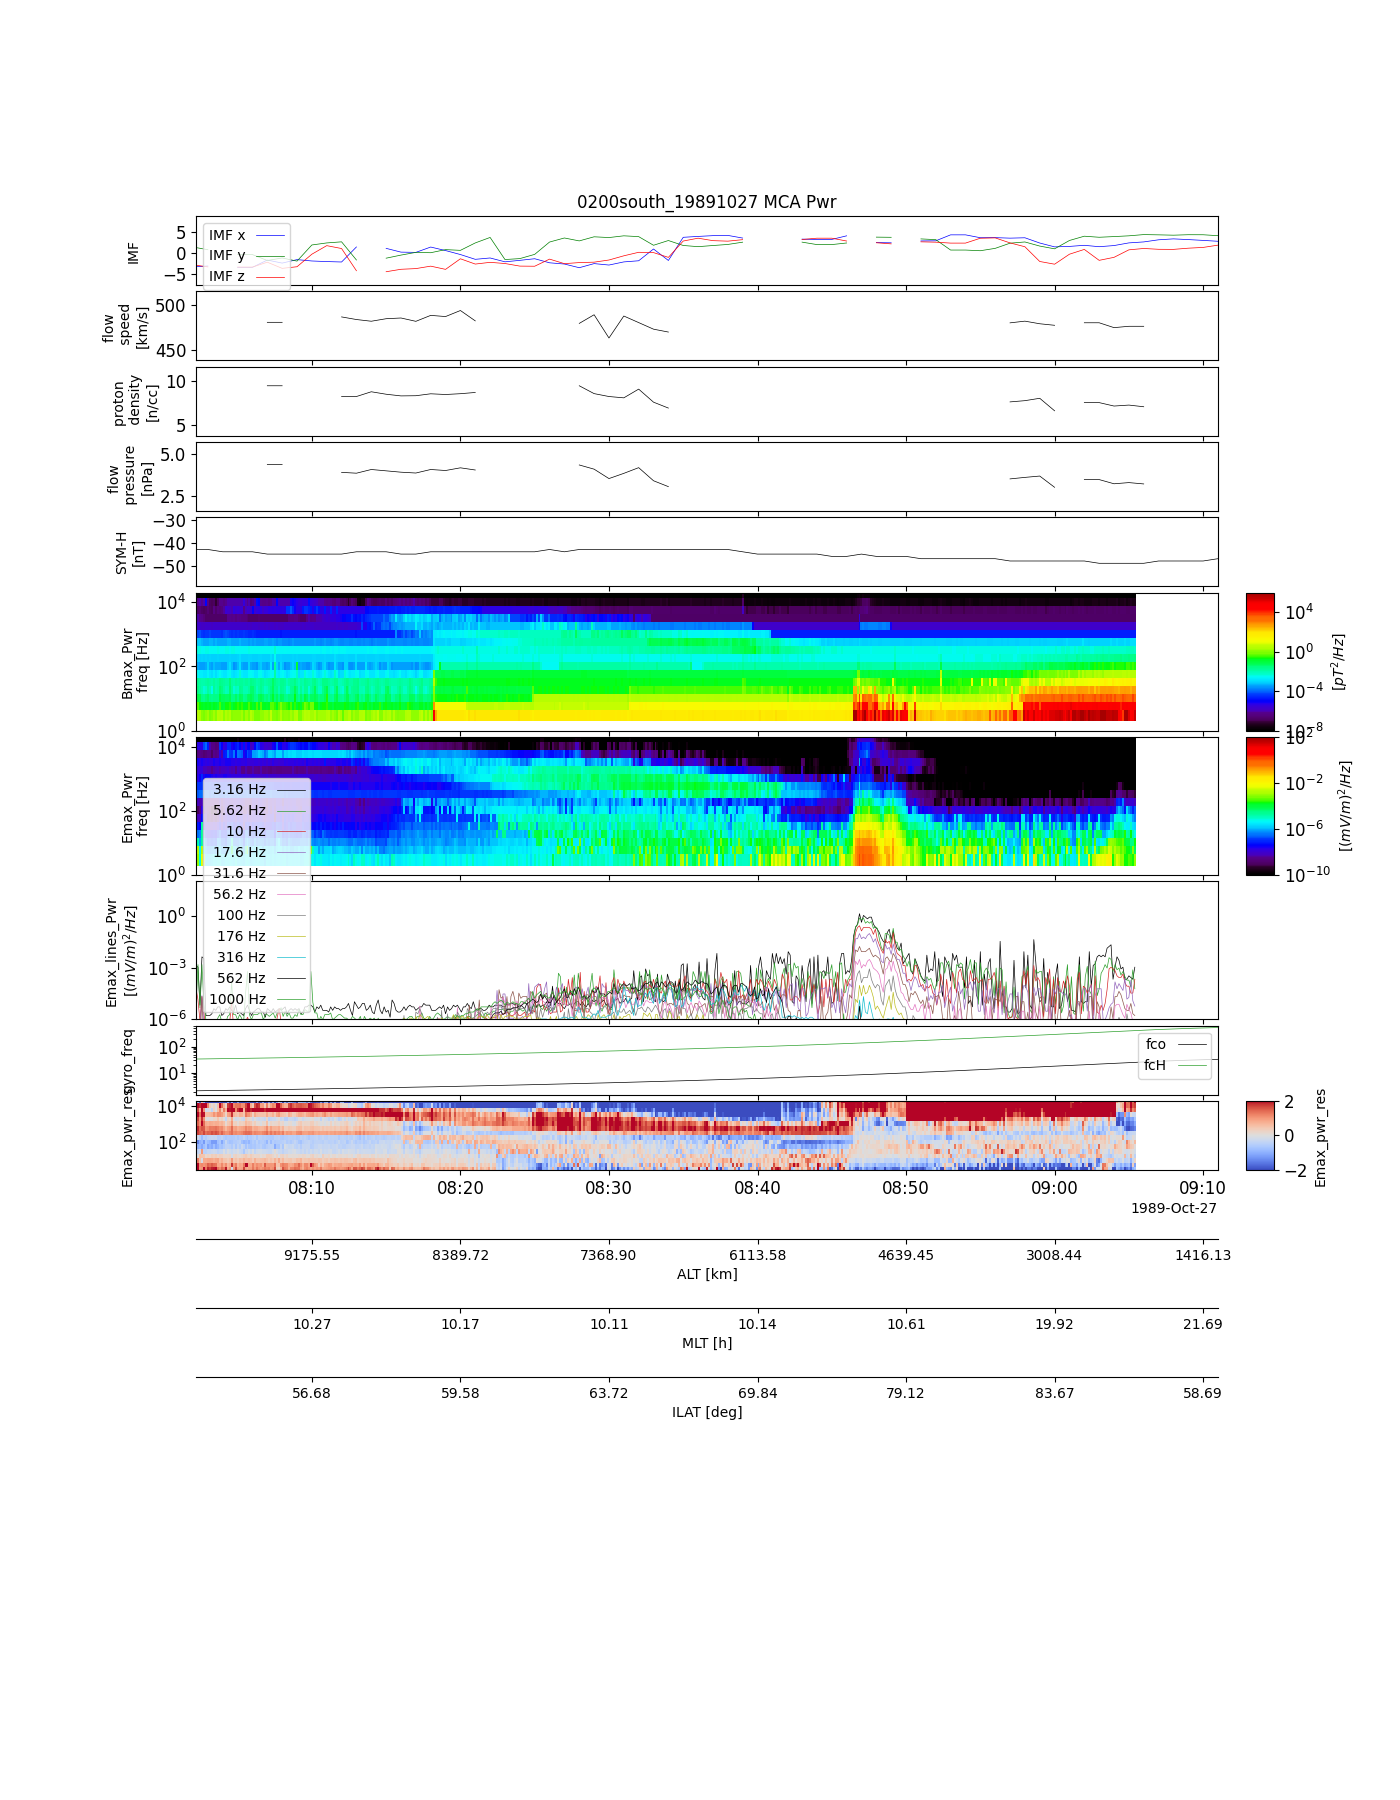 0200south_19891027 MCA Pwr
IMF
5
0
−5
IMF x
IMF y
IMF z
flow
speed
[km/s]
500
450
proton
density
[n/cc]
10
5
flow
pressure
[nPa]
5.0
2.5
SYM-H
[nT]
−30
−40
−50
Bmax_Pwr
freq [Hz]
10^4
10^2
10^0
10^4
10^0
10^−4
10^−8
[pT^2/Hz]
Emax_Pwr
freq [Hz]
10^4
10^2
10^0
10^2
10^−2
10^−6
10^−10
[(mV/m)^2/Hz]
3.16 Hz
5.62 Hz
10 Hz
17.6 Hz
31.6 Hz
56.2 Hz
100 Hz
176 Hz
316 Hz
562 Hz
1000 Hz
Emax_lines_Pwr
[(mV/m)^2/Hz]
10^0
10^−3
10^−6
gyro_freq
10^2
10^1
fco
fcH
Emax_pwr_res
10^4
10^2
2
0
−2
Emax_pwr_res
08:10 08:20 08:30 08:40 08:50 09:00 09:10
1989-Oct-27
9175.55 8389.72 7368.90 6113.58 4639.45 3008.44 1416.13
ALT [km]
10.27 10.17 10.11 10.14 10.61 19.92 21.69
MLT [h]
56.68 59.58 63.72 69.84 79.12 83.67 58.69
ILAT [deg]